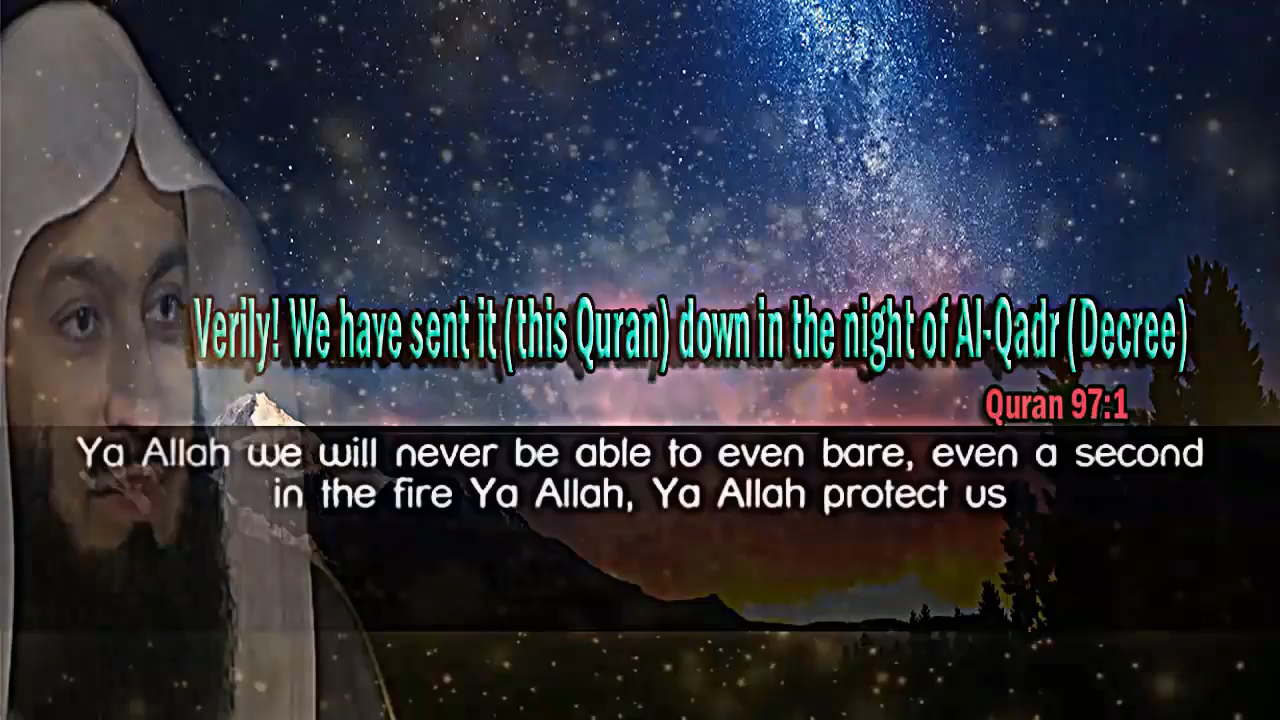 Verily! We have sent it (this Quran) down in the night of Al-Qadr (Decree)
Quran 97:1
Ya Allah we will never be able to even bare, even a second
in the fire Ya Allah, Ya Allah protect us